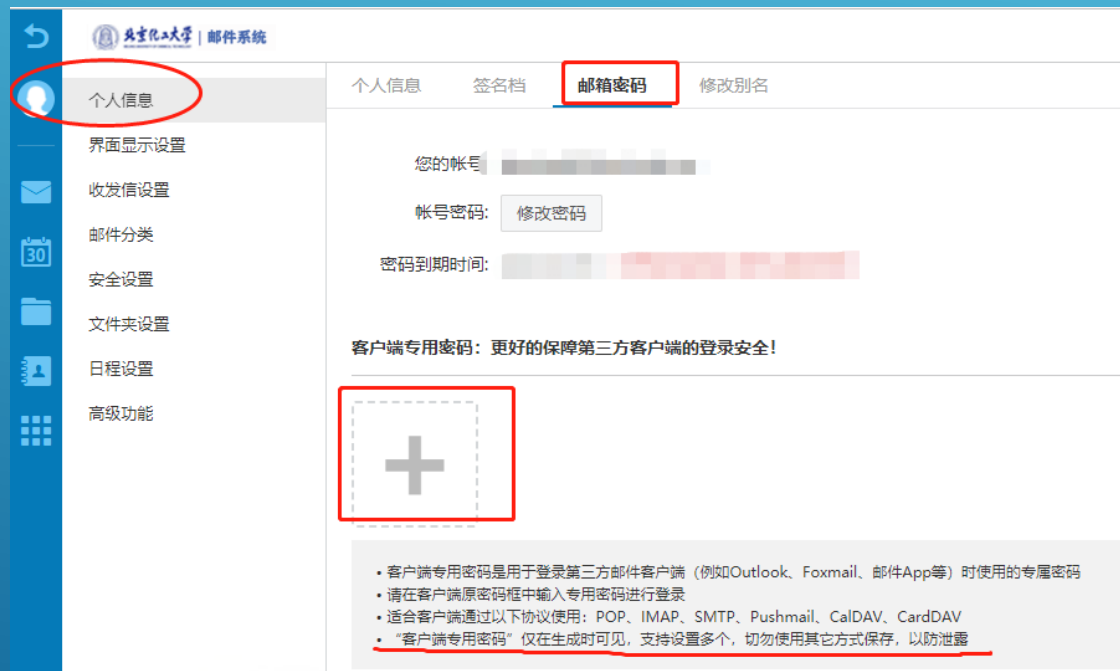 北京化工大学 | 邮件系统
个人信息
界面显示设置
收发信设置
邮件分类
安全设置
文件夹设置
日程设置
高级功能
30
个人信息 签名档 邮箱密码 修改别名
您的帐号
帐号密码: 修改密码
密码到期时间:
客户端专用密码：更好的保障第三方客户端的登录安全！
• 客户端专用密码是用于登录第三方邮件客户端（例如Outlook、Foxmail、邮件App等）时使用的专属密码
• 请在客户端原密码框中输入专用密码进行登录
• 适合客户端通过以下协议使用：POP、IMAP、SMTP、Pushmail、CalDAV、CardDAV
• “客户端专用密码”仅在生成时可见，支持设置多个，切勿使用其它方式保存，以防泄露